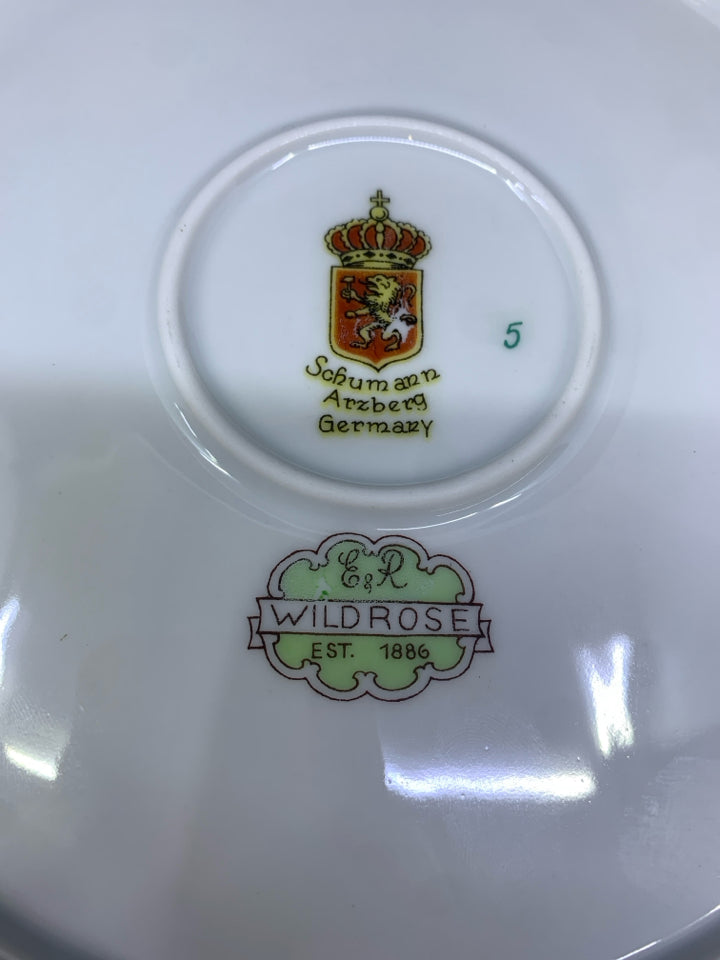 Schumann
Arzberg
Germany
5
E & R
WILDROSE
EST. 1886